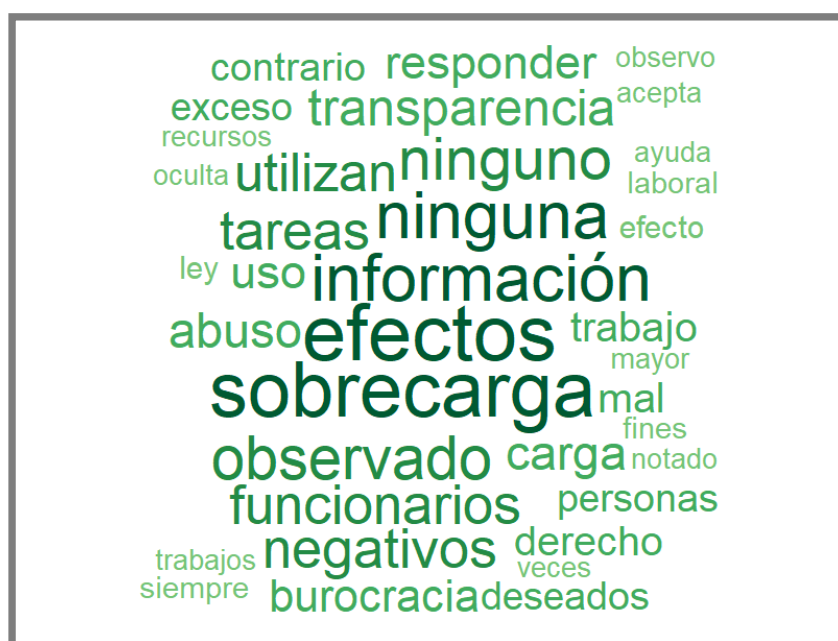 contrario responder observo
exceso transparencia acepta
recursos
oculta utilizan ninguno ayuda
laboral
tareas ninguna efecto
ley uso información
abuso efectos trabajo
mayor
sobrecarga mal
fines
observado carga notado
funcionarios personas
trabajos negativos derecho
veces
siempre burocracia deseados